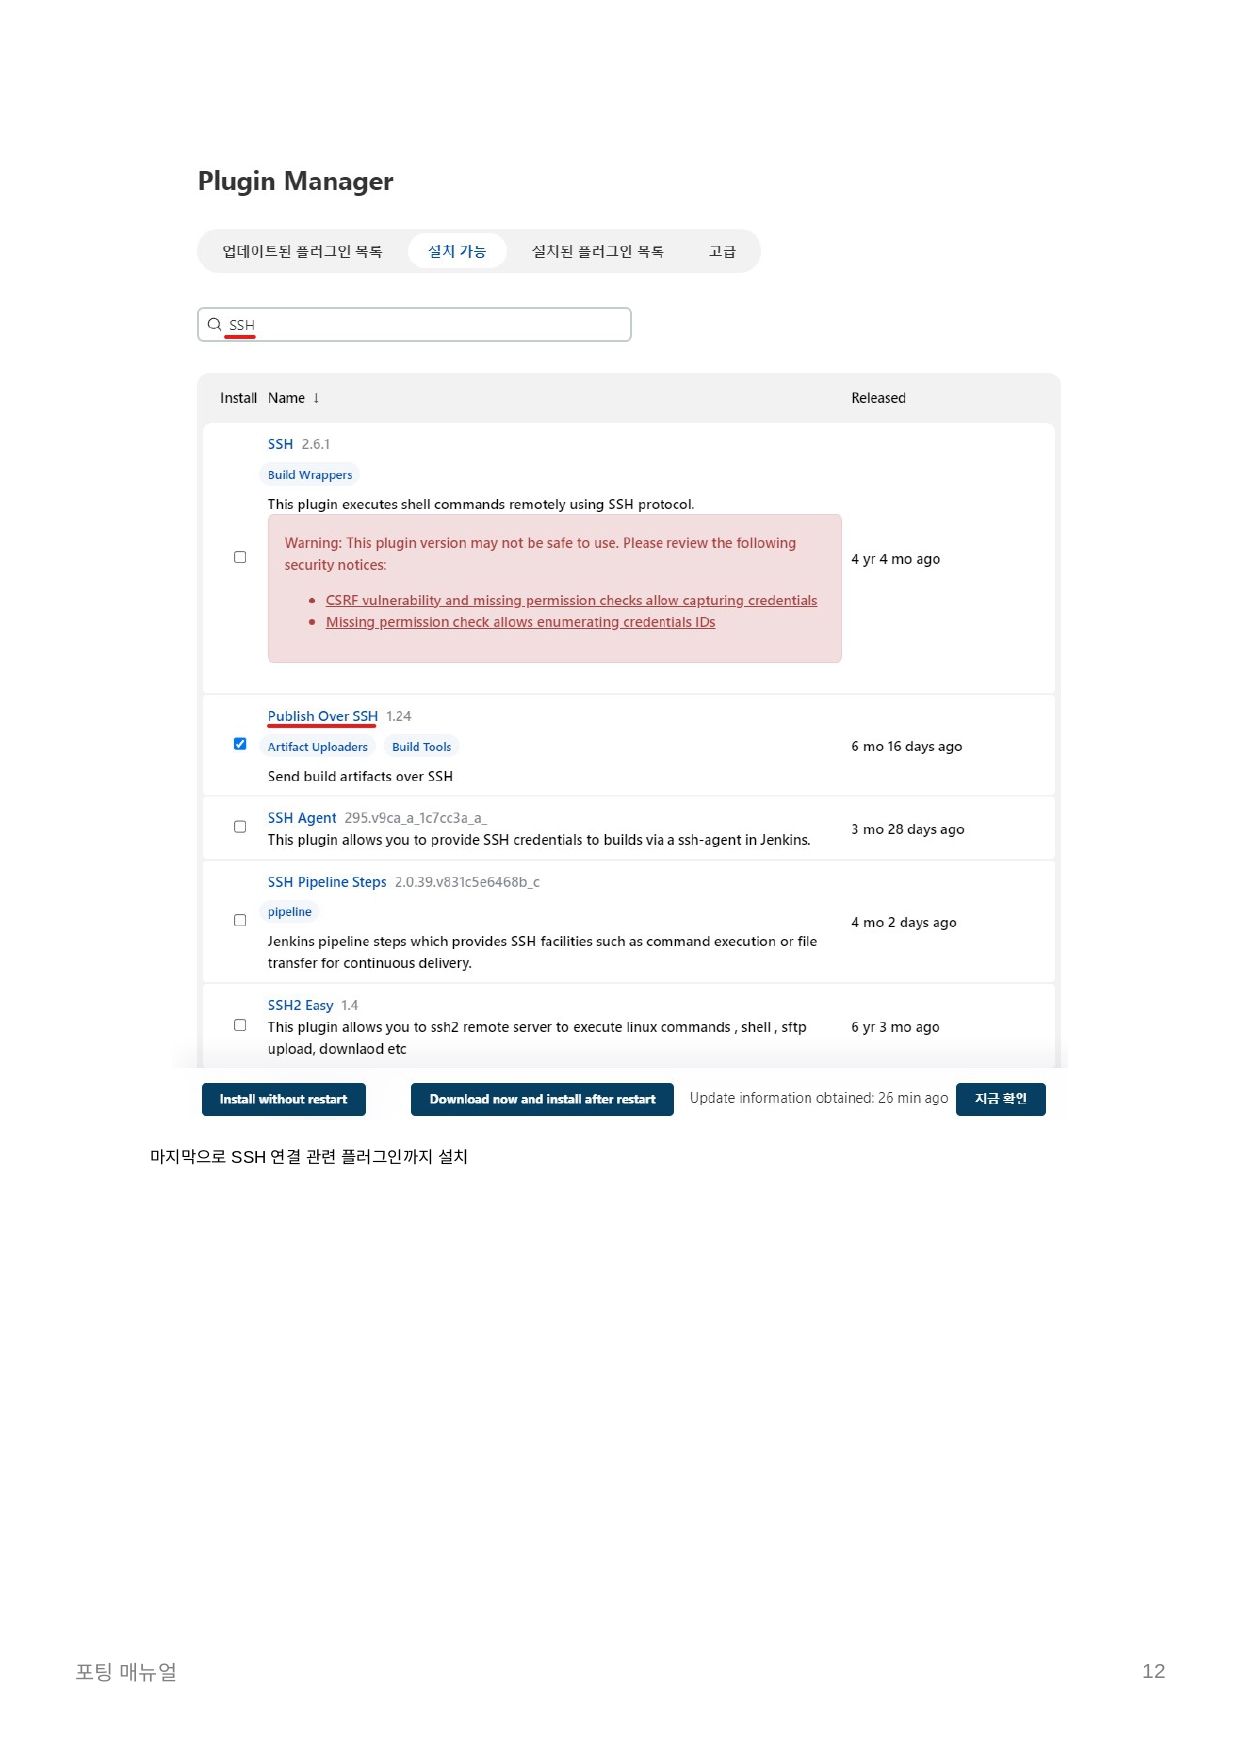 Plugin Manager
업데이트된 플러그인 목록 설치 가능 설치된 플러그인 목록 고급
SSH
Install Name ↓ Released
SSH 2.6.1
Build Wrappers
This plugin executes shell commands remotely using SSH protocol.
Warning: This plugin version may not be safe to use. Please review the following
security notices:
4 yr 4 mo ago
• CSRF vulnerability and missing permission checks allow capturing credentials
• Missing permission check allows enumerating credentials IDs
Publish Over SSH 1.24
Artifact Uploaders Build Tools 6 mo 16 days ago
Send build artifacts over SSH
SSH Agent 295.v9ca_a_1c7cc3a_a_
3 mo 28 days ago
This plugin allows you to provide SSH credentials to builds via a ssh-agent in Jenkins.
SSH Pipeline Steps 2.0.39.v831c5e6468b_c
pipeline
4 mo 2 days ago
Jenkins pipeline steps which provides SSH facilities such as command execution or file
transfer for continuous delivery.
SSH2 Easy 1.4
This plugin allows you to ssh2 remote server to execute linux commands , shell , sftp 6 yr 3 mo ago
upload, downlaod etc
Install without restart Download now and install after restart Update information obtained: 26 min ago 지금 확인
마지막으로 SSH 연결 관련 플러그인까지 설치
포팅 매뉴얼 12